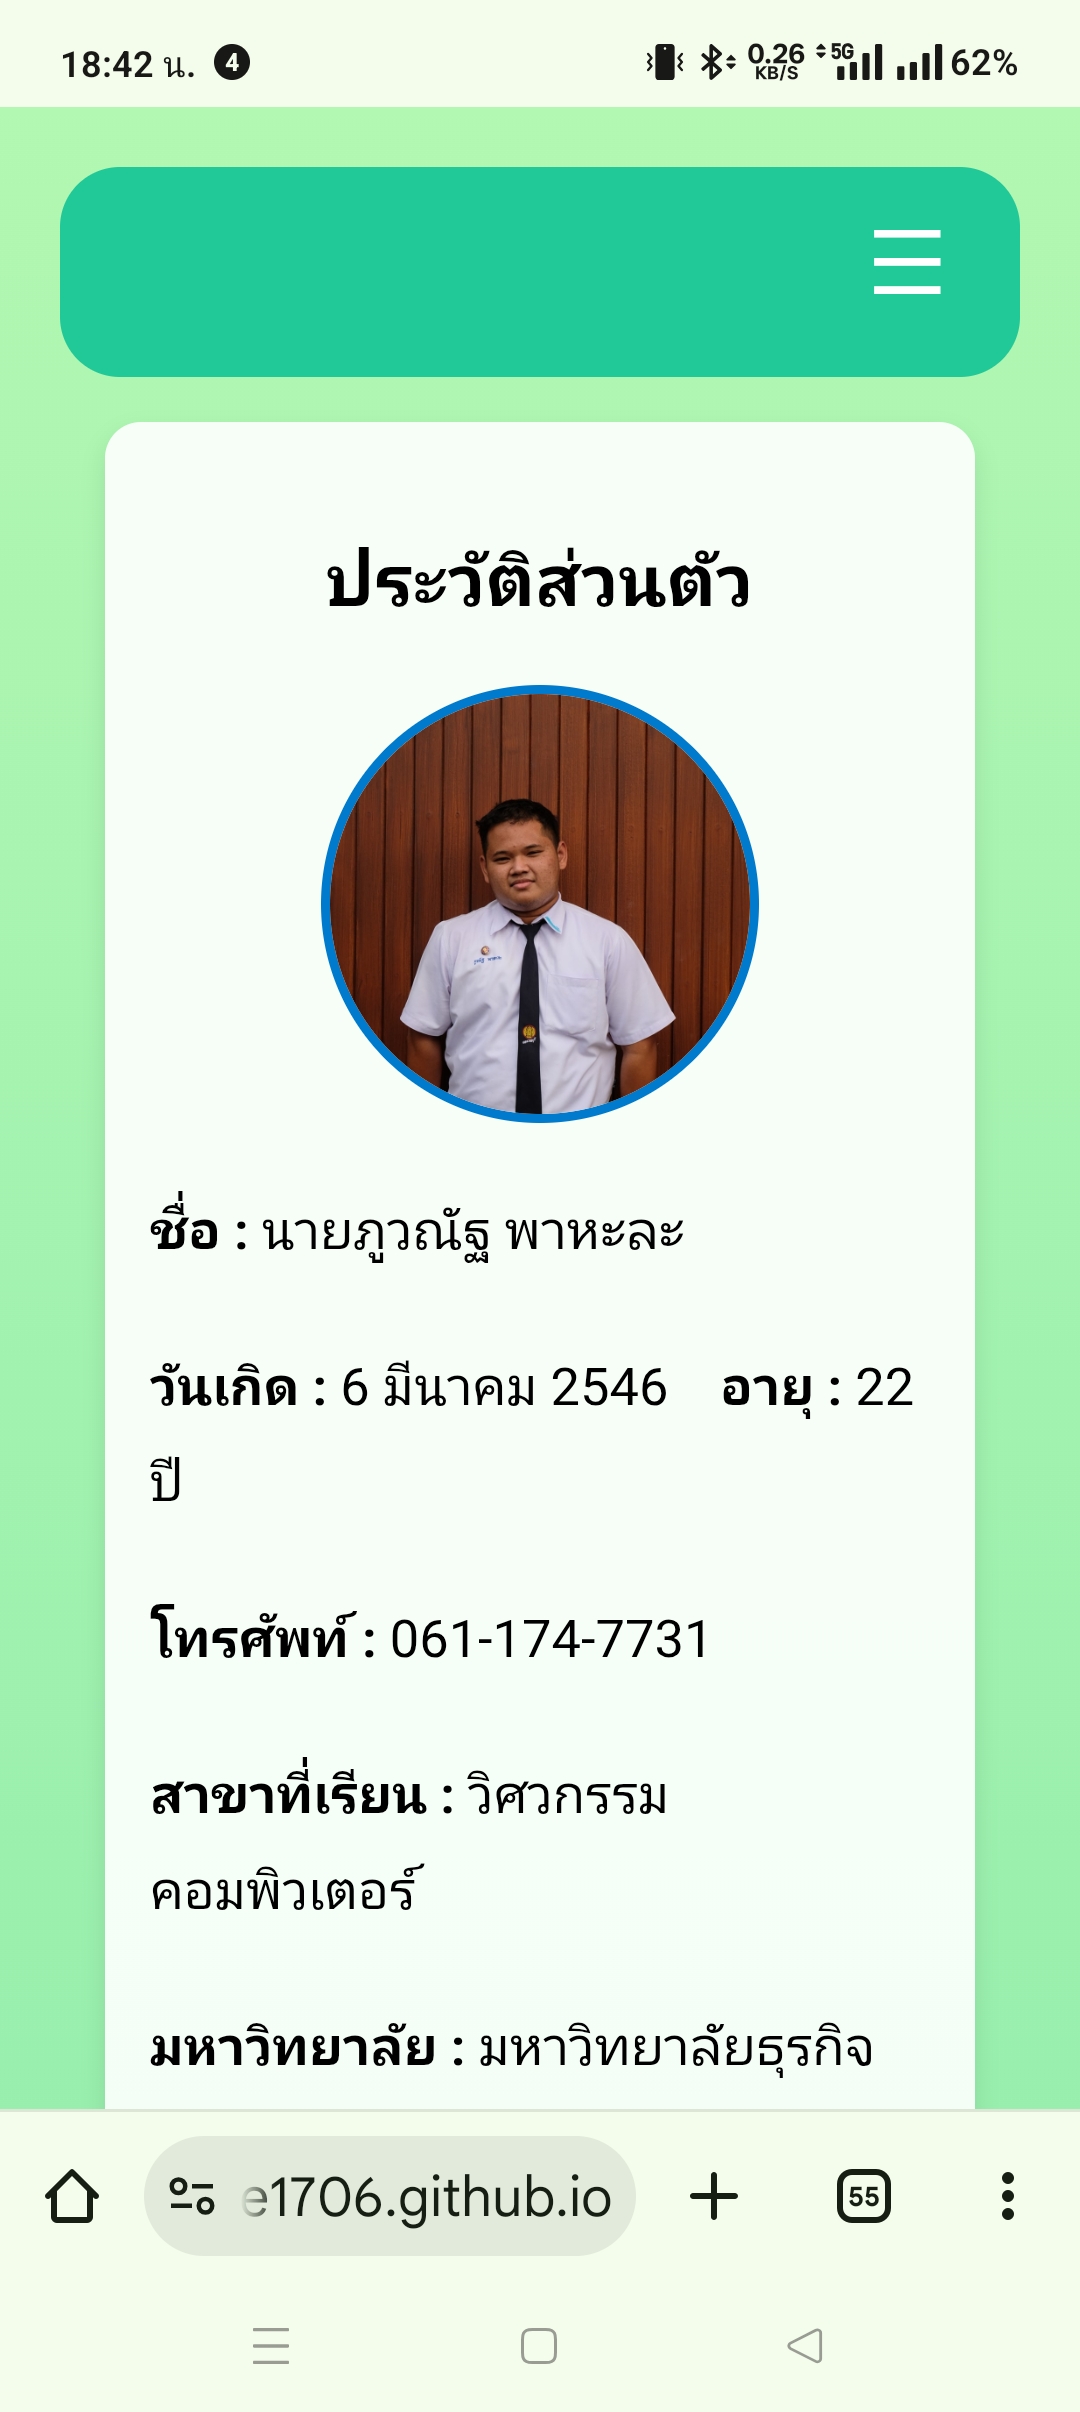 18:42 น. 4 0.26 KB/S 5G 62%
ประวัติส่วนตัว
ชื่อ : นายภูวณัฐ พาหะละ
วันเกิด : 6 มีนาคม 2546 อายุ : 22
ปี
โทรศัพท์ : 061-174-7731
สาขาที่เรียน : วิศวกรรม
คอมพิวเตอร์
มหาวิทยาลัย : มหาวิทยาลัยธุรกิจ
e1706.github.io 55